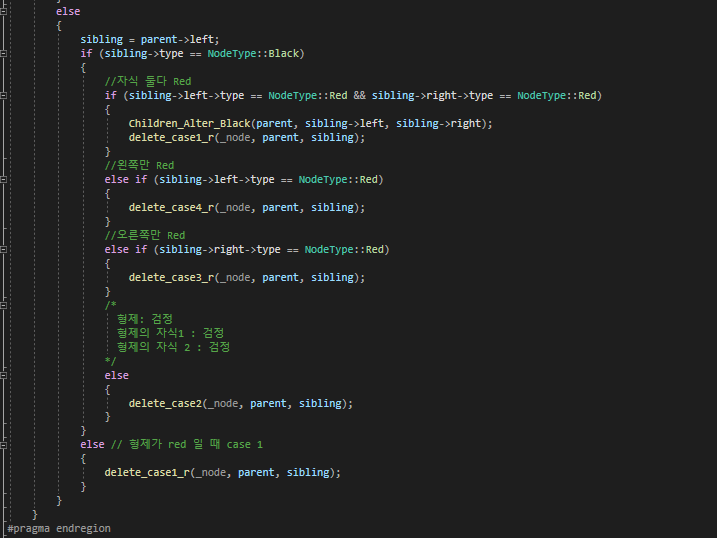 else
{
sibling = parent->left;
if (sibling->type == NodeType::Black)
{
//자식 둘다 Red
if (sibling->left->type == NodeType::Red && sibling->right->type == NodeType::Red)
{
Children_Alter_Black(parent, sibling->left, sibling->right);
delete_case1_r(_node, parent, sibling);
}
//왼쪽만 Red
else if (sibling->left->type == NodeType::Red)
{
delete_case4_r(_node, parent, sibling);
}
//오른쪽만 Red
else if (sibling->right->type == NodeType::Red)
{
delete_case3_r(_node, parent, sibling);
}
/*
형제: 검정
형제의 자식1 : 검정
형제의 자식 2 : 검정
*/
else
{
delete_case2(_node, parent, sibling);
}
}
else // 형제가 red 일 때 case 1
{
delete_case1_r(_node, parent, sibling);
}
}
}
#pragma endregion